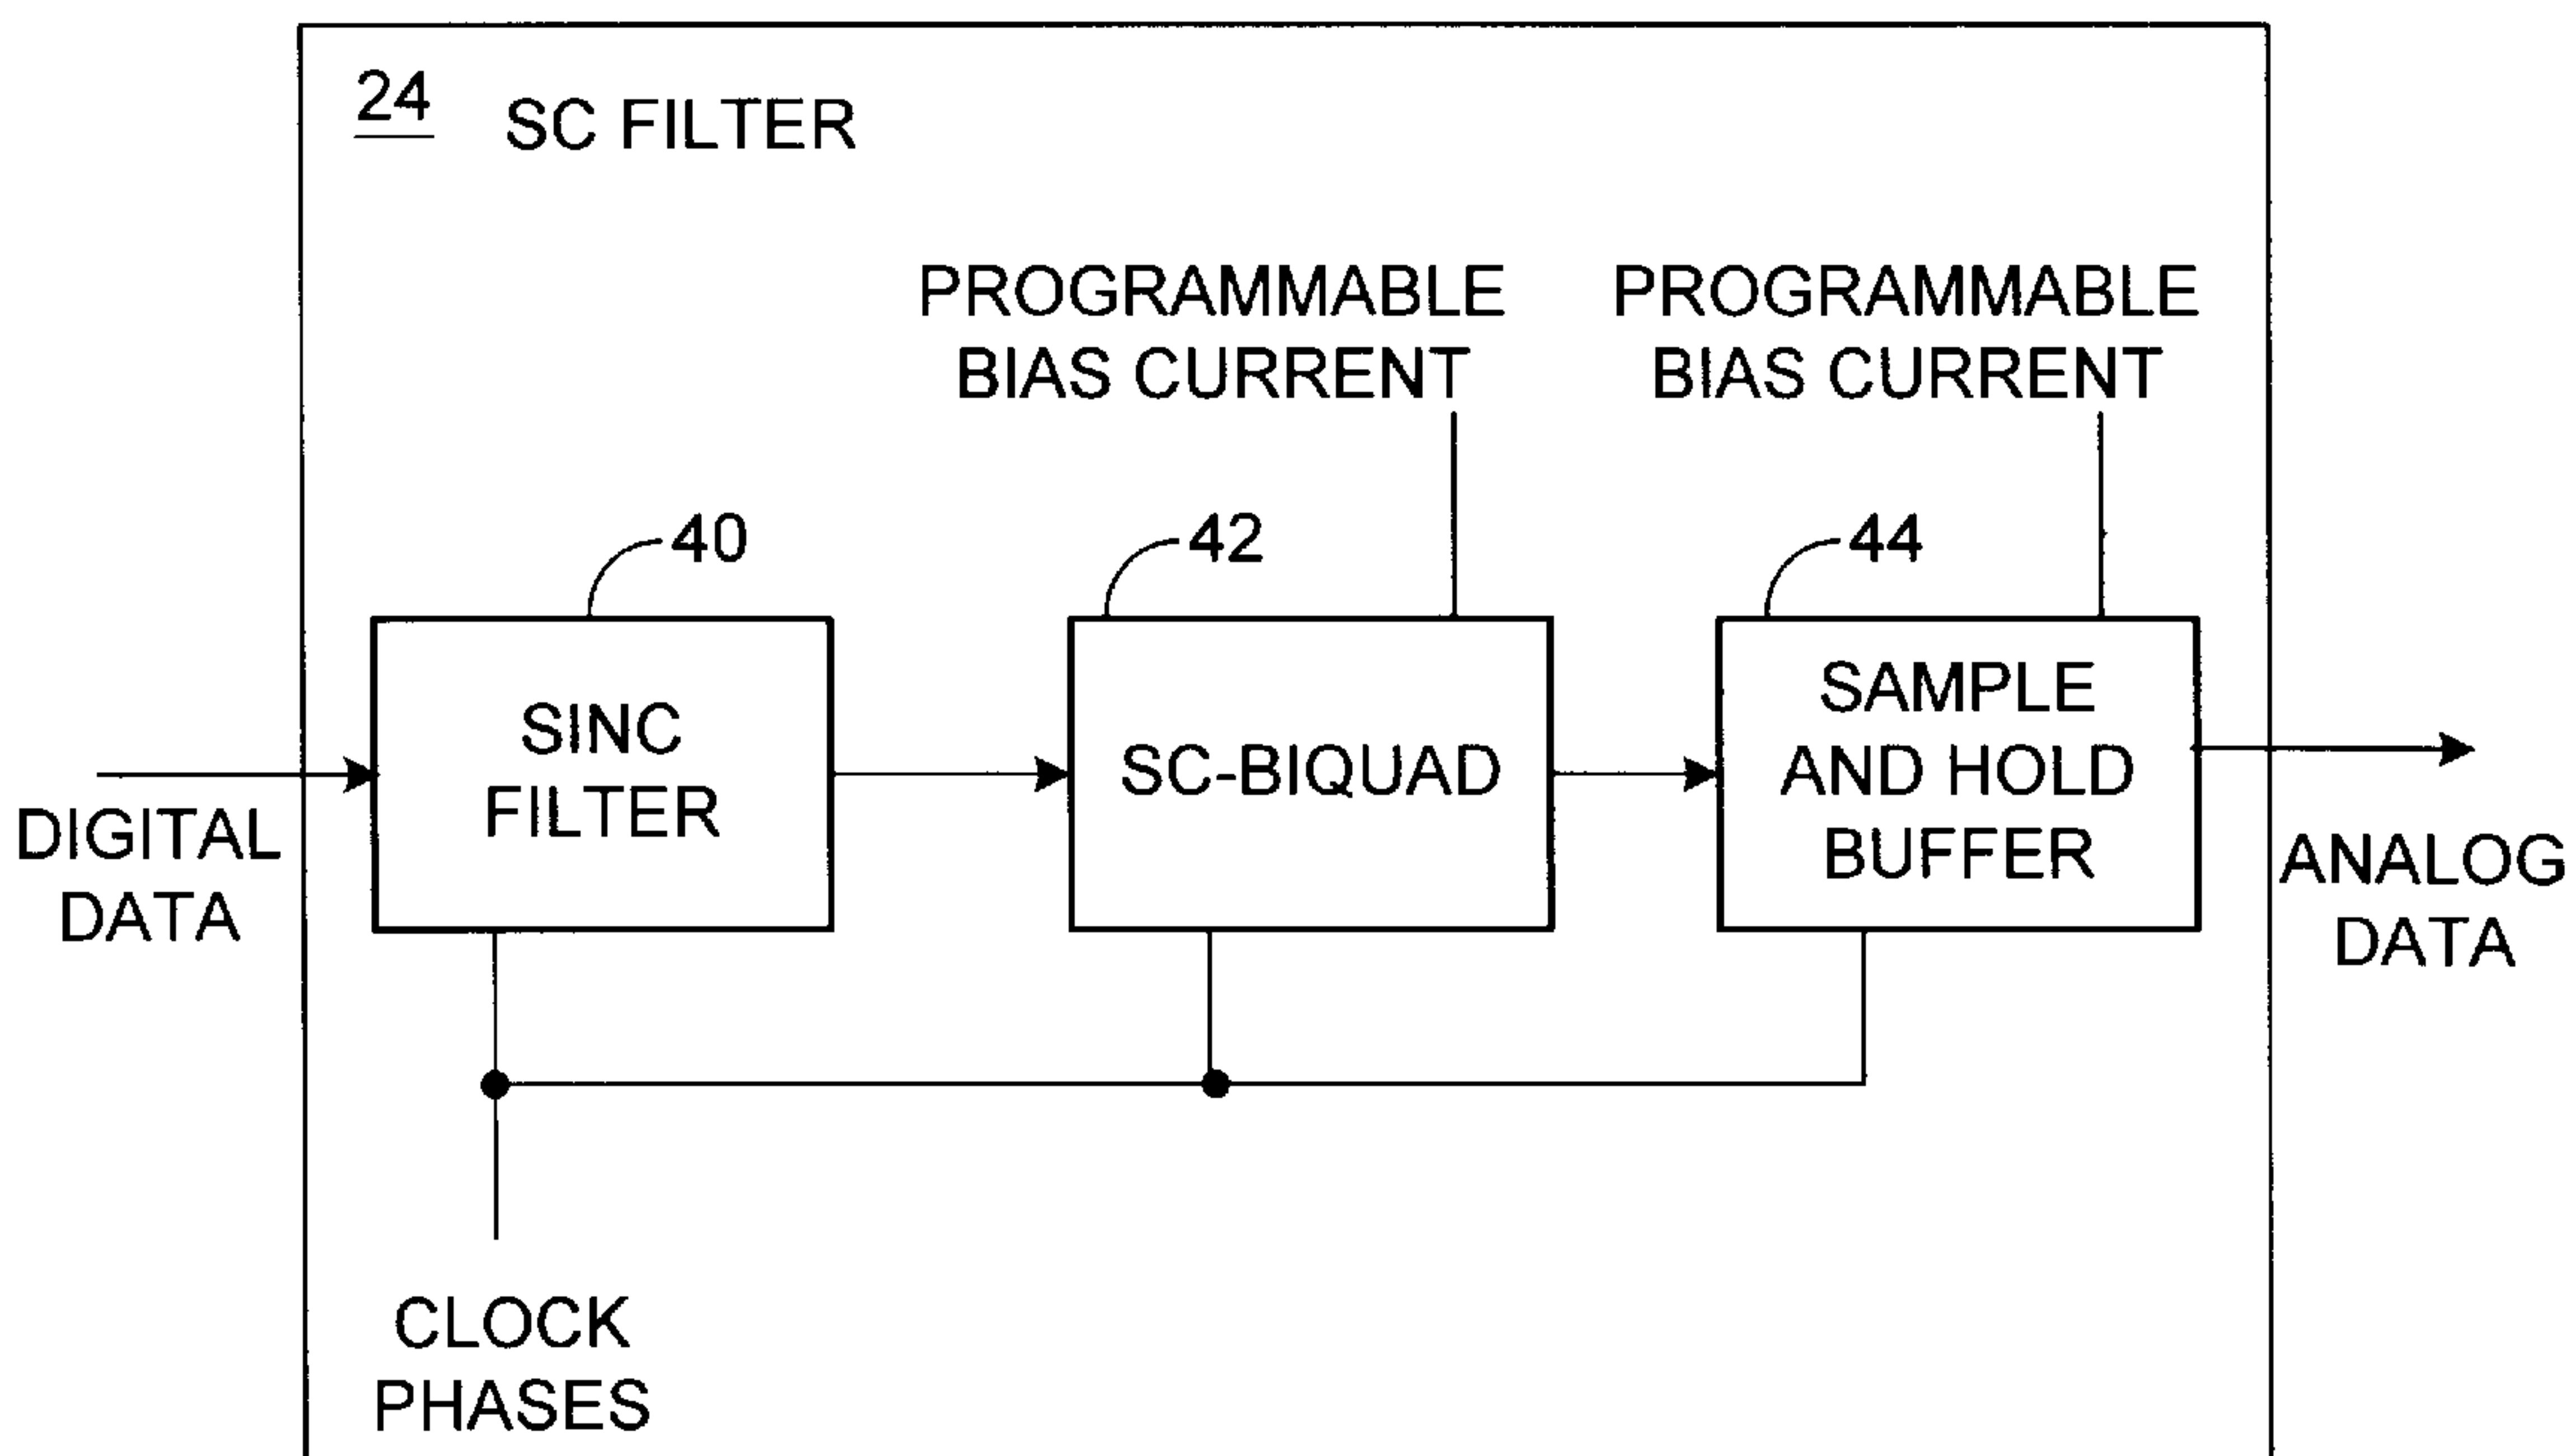 24 SC FILTER
PROGRAMMABLE
BIAS CURRENT
PROGRAMMABLE
BIAS CURRENT
40
42
44
SINC
FILTER
SC-BIQUAD
SAMPLE
AND HOLD
BUFFER
DIGITAL
DATA
ANALOG
DATA
CLOCK
PHASES